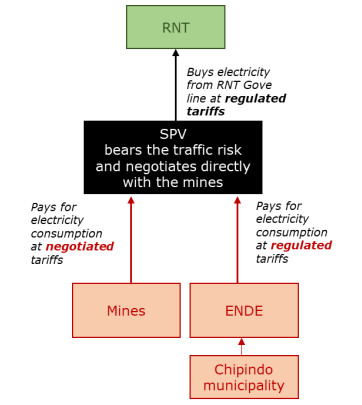 RNT
Buys electricity
from RNT Gove
line at regulated
tariffs
SPV
bears the traffic risk
and negotiates directly
with the mines
Pays for
electricity
consumption
at negotiated
tariffs
Pays for
electricity
consumption
at regulated
tariffs
Mines
ENDE
Chipindo
municipality